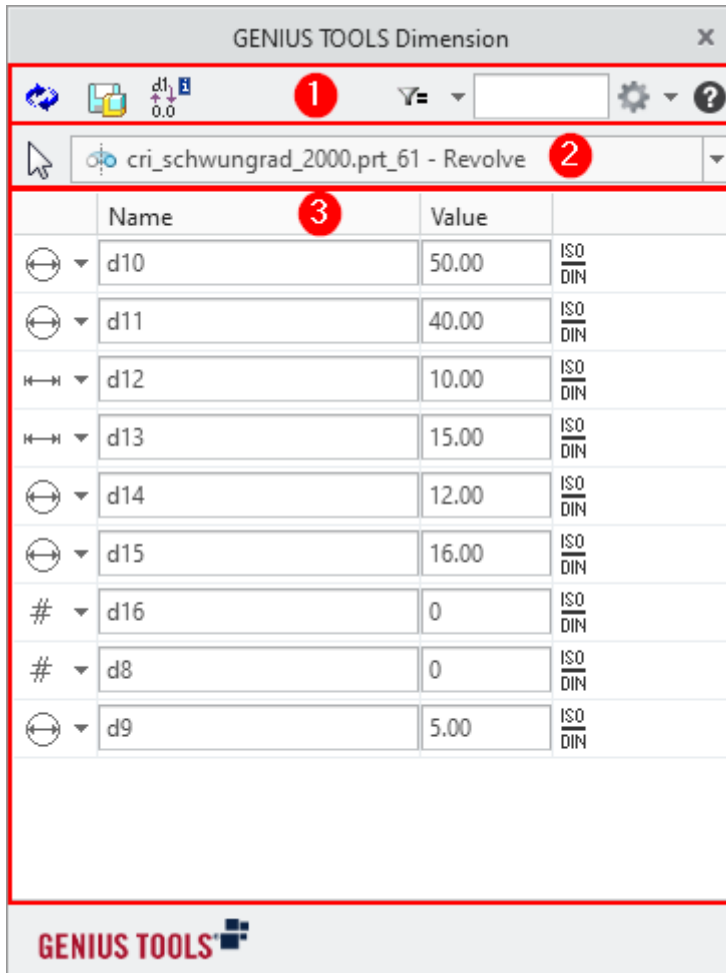 GENIUS TOOLS Dimension
d1 i
0.0
1
=
?
cri_schwungrad_2000.prt_61 - Revolve
2
Name 3 Value
d10 50.00 ISO DIN
d11 40.00 ISO DIN
d12 10.00 ISO DIN
d13 15.00 ISO DIN
d14 12.00 ISO DIN
d15 16.00 ISO DIN
# d16 0 ISO DIN
# d8 0 ISO DIN
d9 5.00 ISO DIN
GENIUS TOOLS